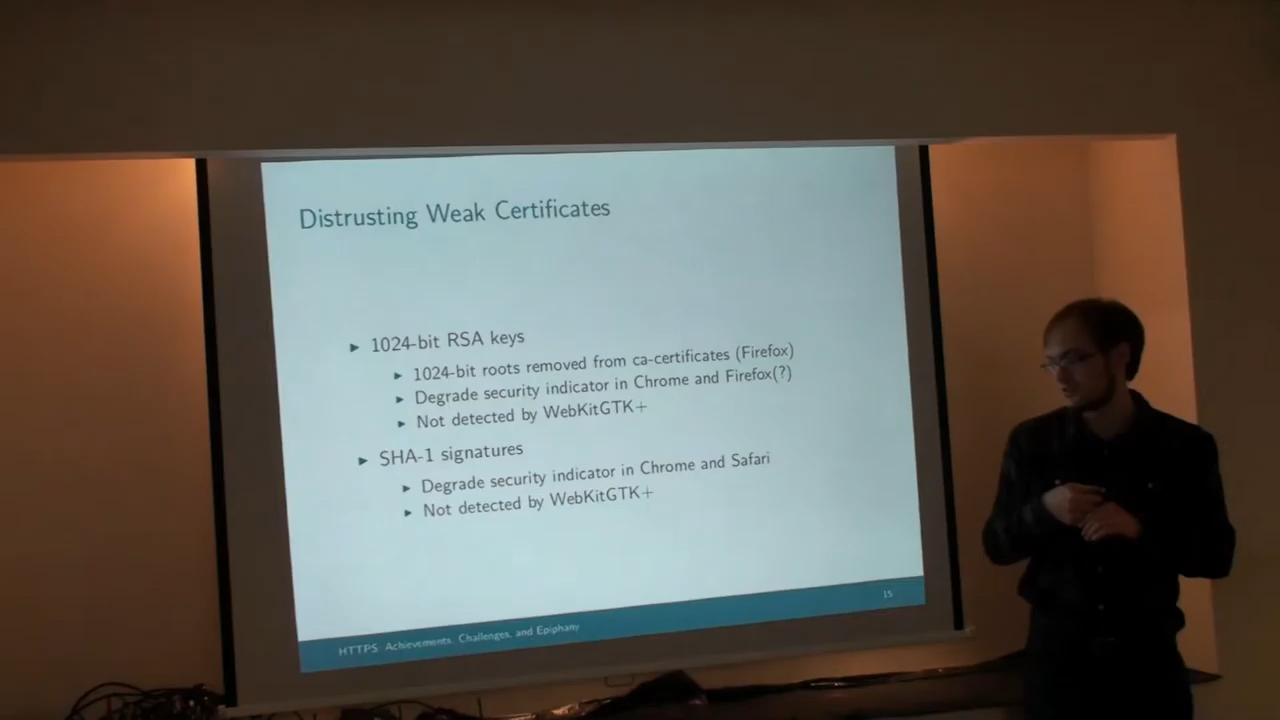 Distrusting Weak Certificates
▶ 1024-bit RSA keys
▶ 1024-bit roots removed from ca-certificates (Firefox)
▶ Degrade security indicator in Chrome and Firefox(?)
▶ Not detected by WebKitGTK+
▶ SHA-1 signatures
▶ Degrade security indicator in Chrome and Safari
▶ Not detected by WebKitGTK+
15
HTTPS: Achievements, Challenges, and Epiphany